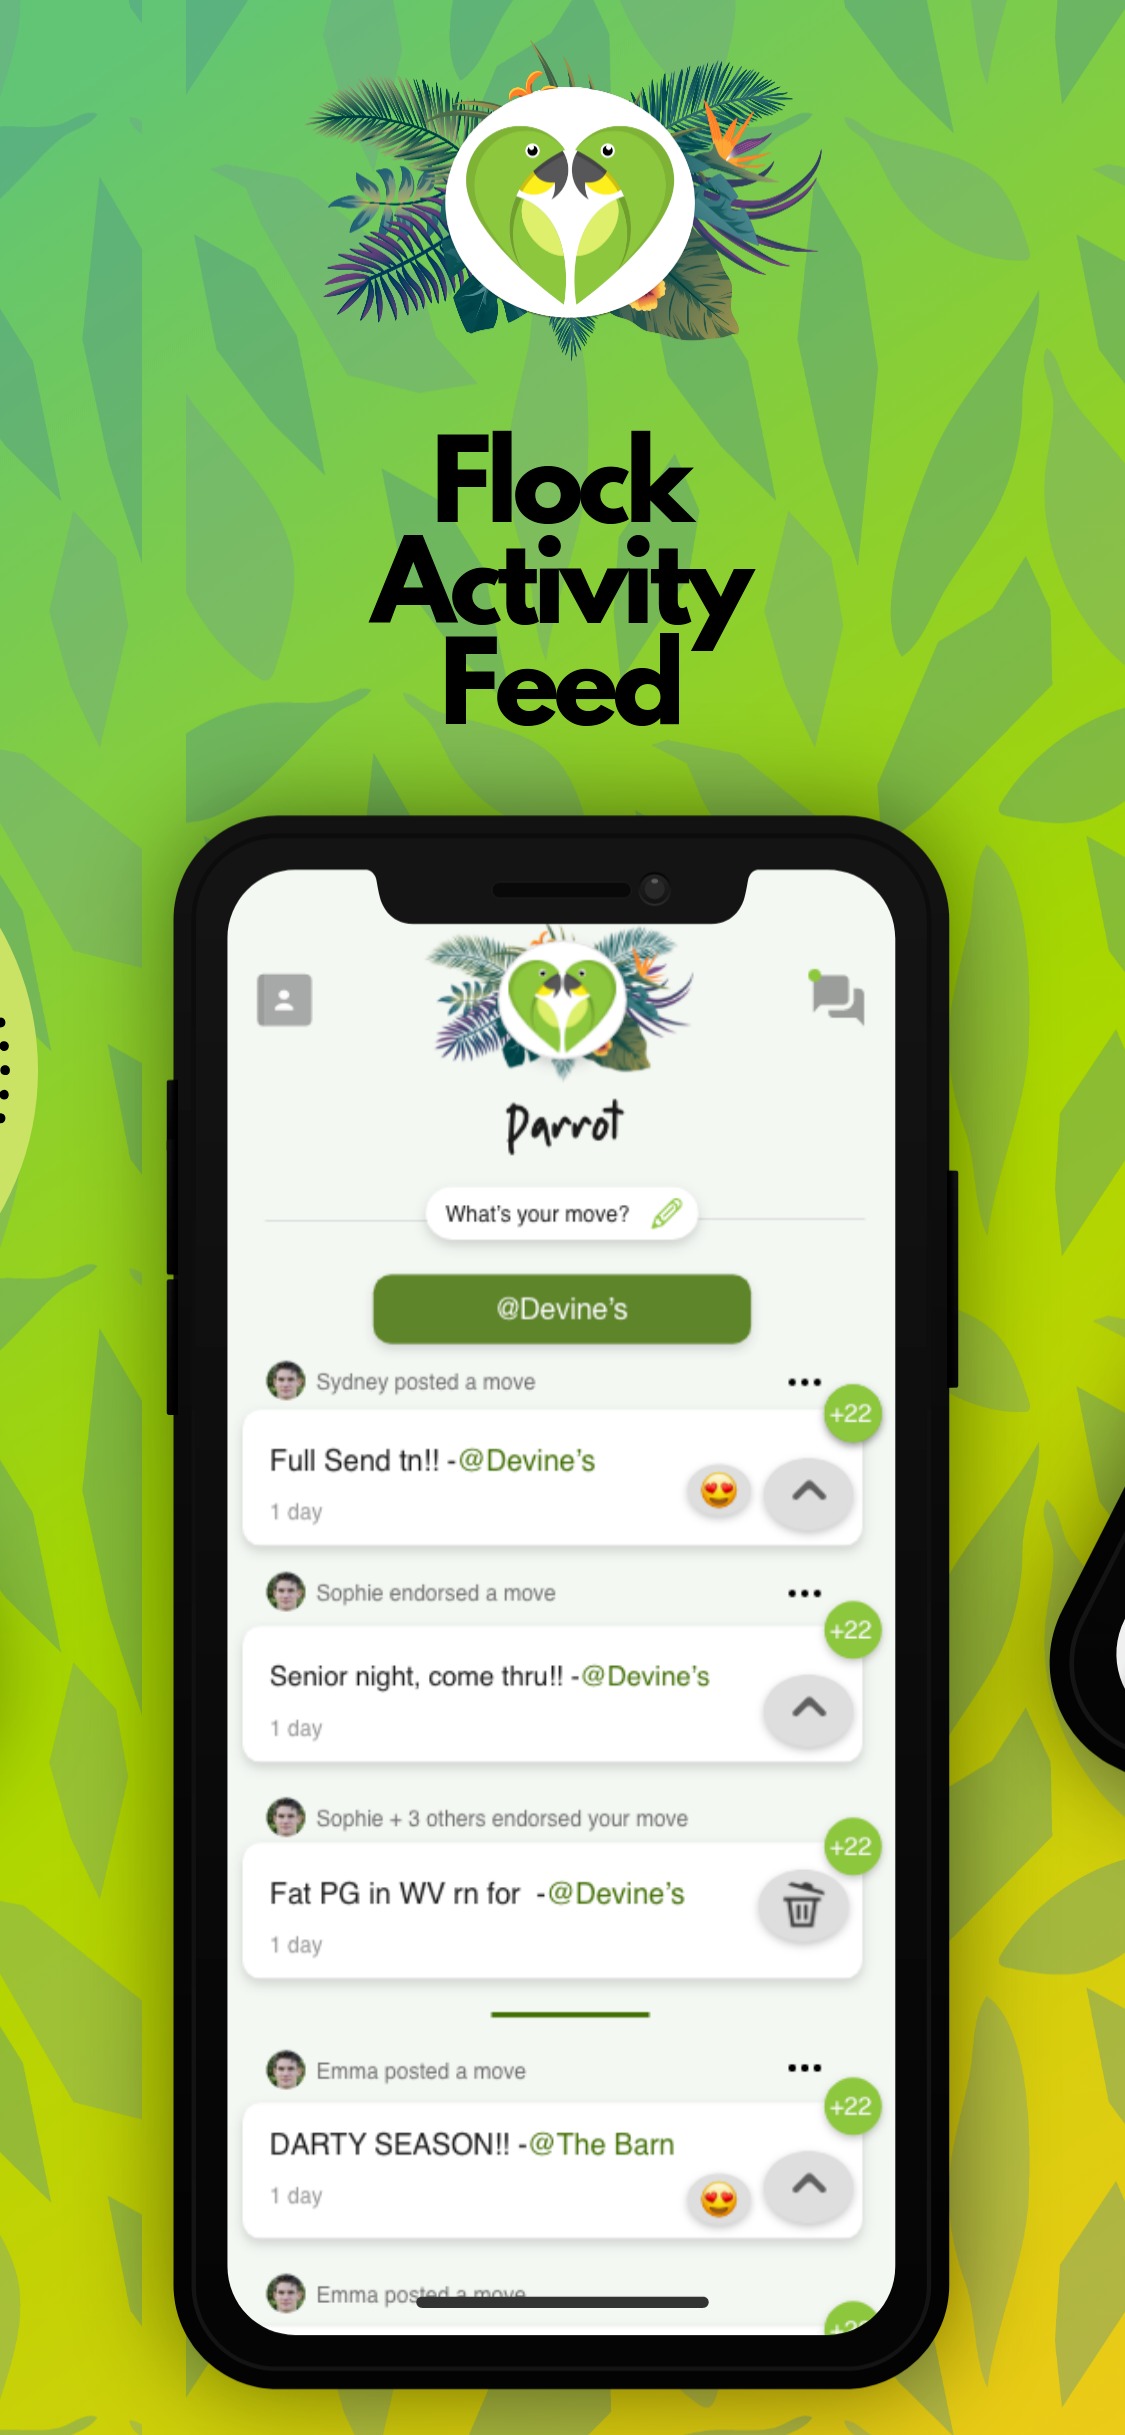 Flock
Activity
Feed
Parrot
What's your move?
@Devine's
Sydney posted a move
+22
Full Send tn!! -@Devine's
1 day
Sophie endorsed a move
+22
Senior night, come thru!! -@Devine's
1 day
Sophie + 3 others endorsed your move
+22
Fat PG in WV rn for  -@Devine's
1 day
Emma posted a move
+22
DARTY SEASON!! -@The Barn
1 day
Emma posted a move